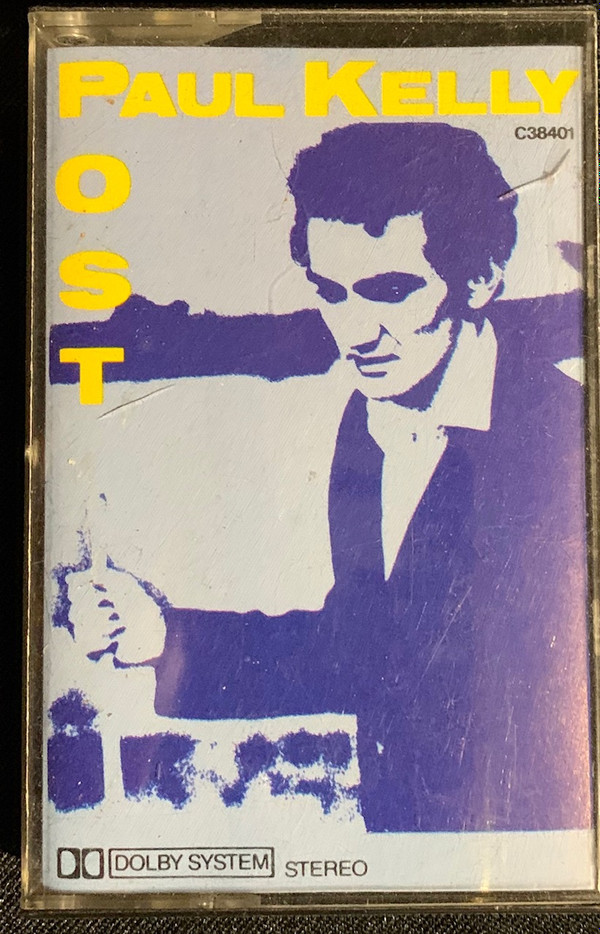 PAUL KELLY
C38401
O
S
T
DOLBY SYSTEM STEREO